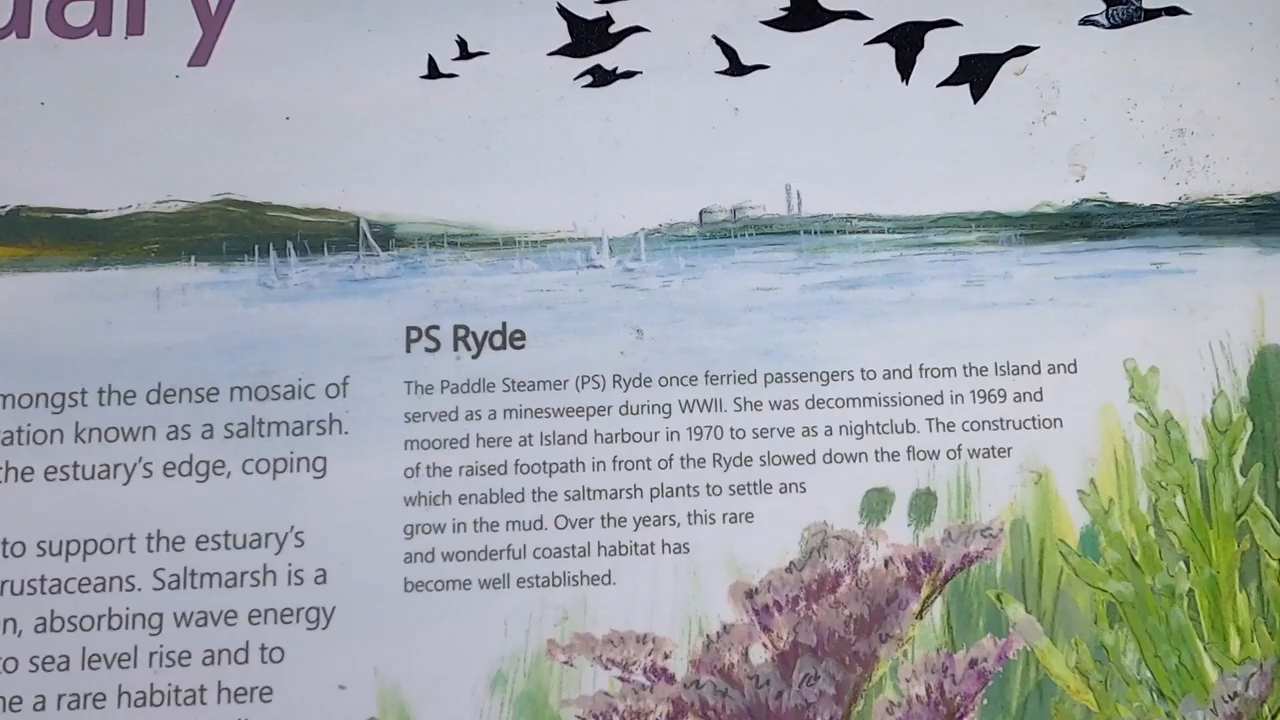 PS Ryde
The Paddle Steamer (PS) Ryde once ferried passengers to and from the Island and
served as a minesweeper during WWII. She was decommissioned in 1969 and
moored here at Island harbour in 1970 to serve as a nightclub. The construction
of the raised footpath in front of the Ryde slowed down the flow of water
which enabled the saltmarsh plants to settle ans
grow in the mud. Over the years, this rare
and wonderful coastal habitat has
become well established.
the dense mosaic of
known as a saltmarsh.
the estuary's edge, coping
to support the estuary's
Saltmarsh is a
absorbing wave energy
to sea level rise and to
a rare habitat here